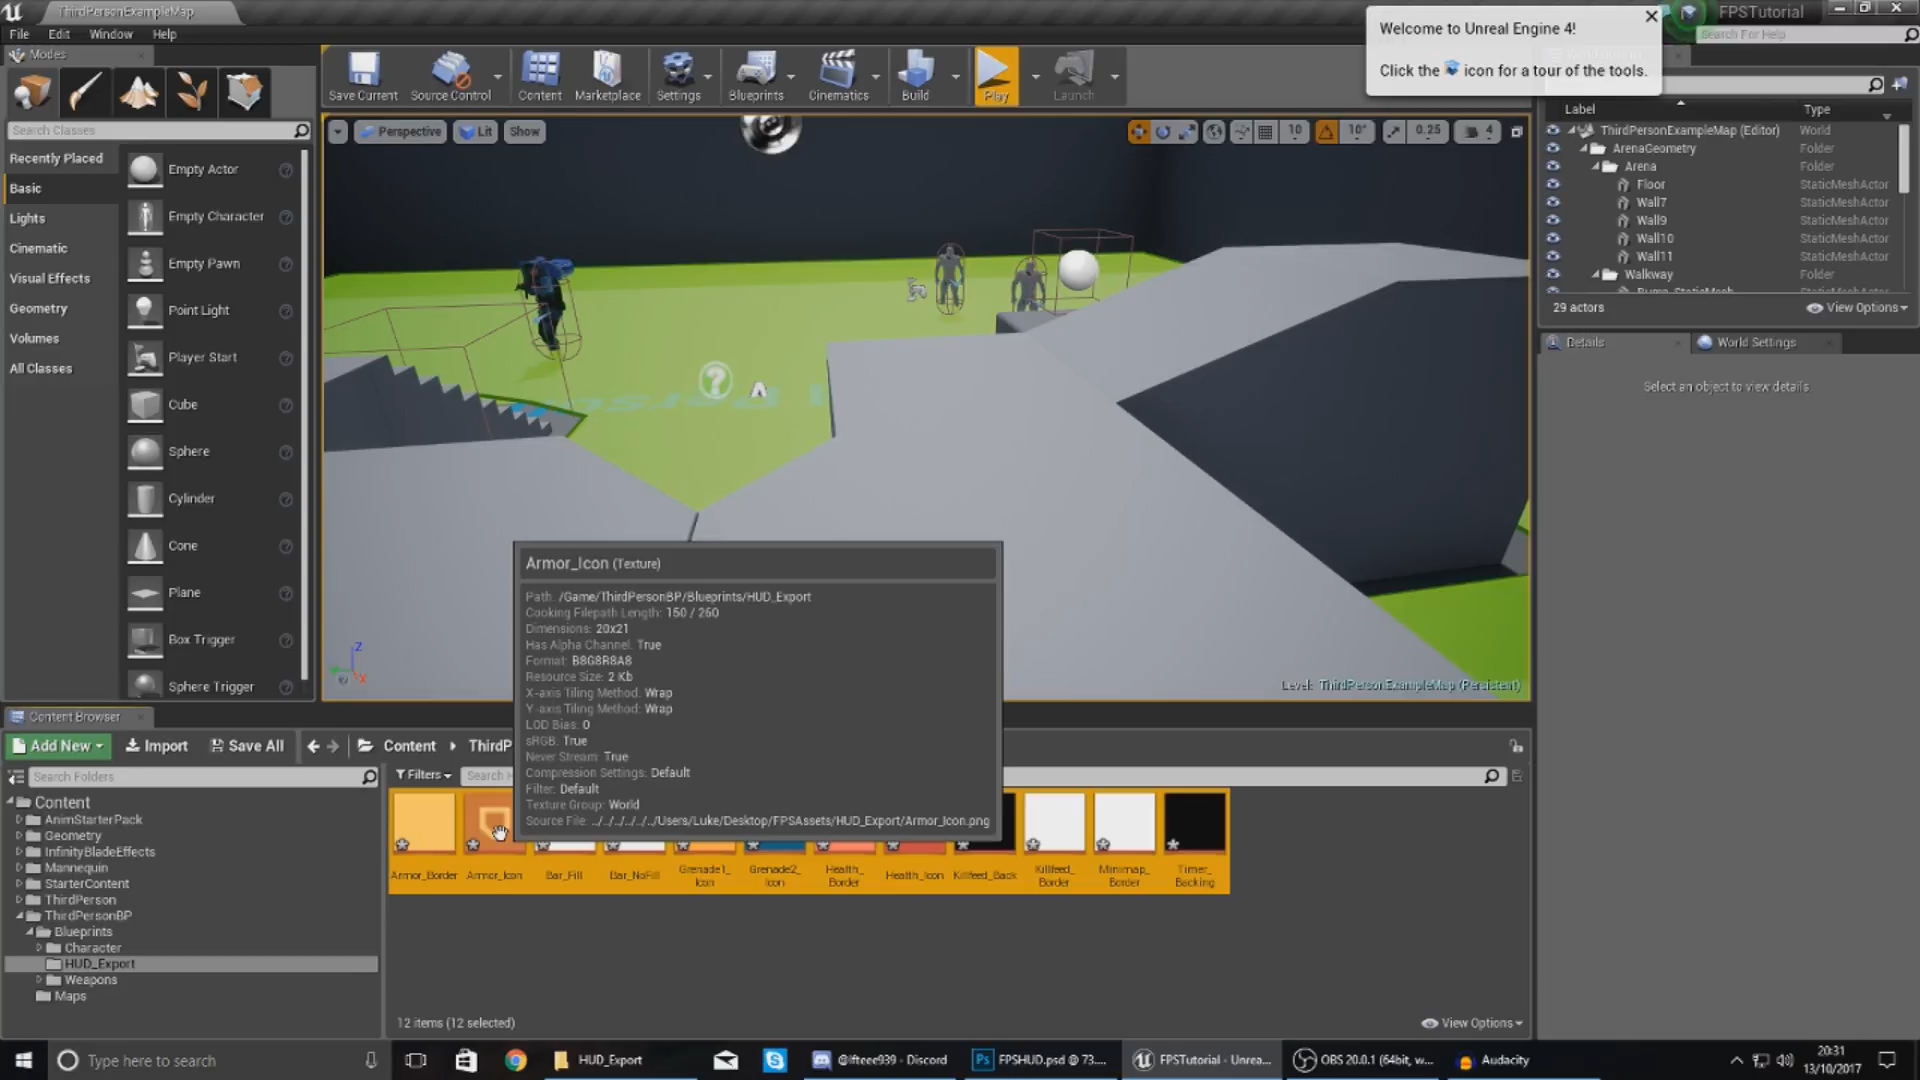 ThirdPersonExampleMap
FPSTutorial
File Edit Window Help
Search For Help
Welcome to Unreal Engine 4!
Click the icon for a tour of the tools.
Modes
Save Current
Source Control
Content
Marketplace
Settings
Blueprints
Cinematics
Build
Play
Launch
Search Classes
Recently Placed
Basic
Lights
Cinematic
Visual Effects
Geometry
Volumes
All Classes
Empty Actor
Empty Character
Empty Pawn
Point Light
Player Start
Cube
Sphere
Cylinder
Cone
Plane
Box Trigger
Sphere Trigger
Perspective
Lit
Show
10
10°
0.25
4
Level: ThirdPersonExampleMap (Persistent)
Label Type
ThirdPersonExampleMap (Editor) World
ArenaGeometry Folder
Arena Folder
Floor StaticMeshActor
Wall7 StaticMeshActor
Wall9 StaticMeshActor
Wall10 StaticMeshActor
Wall11 StaticMeshActor
Walkway Folder
29 actors
View Options
Details
World Settings
Select an object to view details.
Armor_Icon (Texture)
Path: /Game/ThirdPersonBP/Blueprints/HUD_Export
Cooking Filepath Length: 150 / 260
Dimensions: 20x21
Has Alpha Channel: True
Format: B8G8R8A8
Resource Size: 2 Kb
X-axis Tiling Method: Wrap
Y-axis Tiling Method: Wrap
LOD Bias: 0
sRGB: True
Never Stream: True
Compression Settings: Default
Filter: Default
Texture Group: World
Source File: ../../../../../../Users/Luke/Desktop/FPSAssets/HUD_Export/Armor_Icon.png
Content Browser
Add New
Import
Save All
Content
ThirdP
Search Folders
Filters
Search H
Content
AnimStarterPack
Geometry
InfinityBladeEffects
Mannequin
StarterContent
ThirdPerson
ThirdPersonBP
Blueprints
Character
HUD_Export
Weapons
Maps
Armor_Border
Armor_Icon
Bar_Fill
Bar_NoFill
Grenade1_
Icon
Grenade2_
Icon
Health_
Border
Health_Icon
Killfeed_Back
Killfeed_
Border
Minimap_
Border
Timer_
Backing
12 items (12 selected)
View Options
Type here to search
HUD_Export
@lfteee939 - Discord
FPSHUD.psd @ 73....
FPSTutorial - Unrea...
OBS 20.0.1 (64bit, w...
Audacity
20:31
13/10/2017